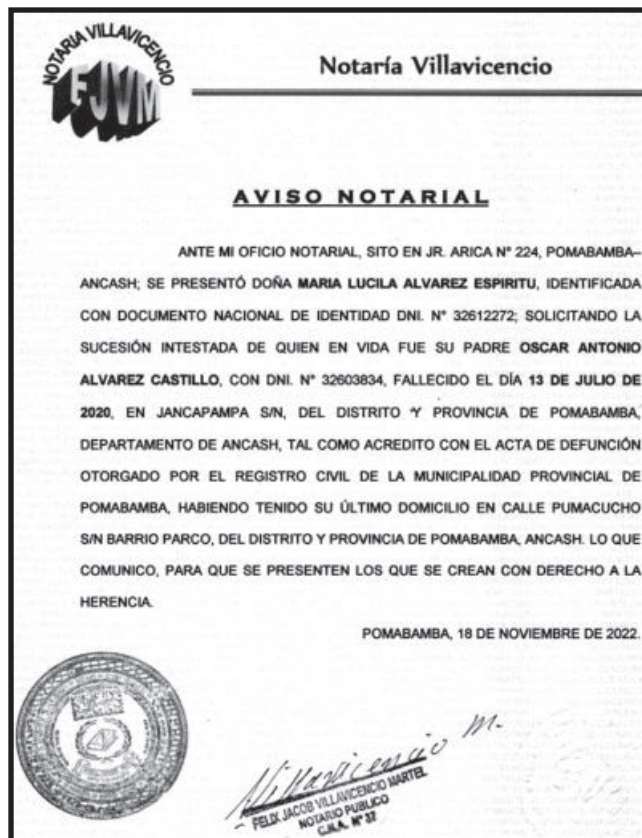 NOTARIA VILLAVICENCIO
FJVM
Notaría Villavicencio
AVISO NOTARIAL
ANTE MI OFICIO NOTARIAL, SITO EN JR. ARICA N° 224, POMABAMBA–
ANCASH; SE PRESENTÓ DOÑA MARIA LUCILA ALVAREZ ESPIRITU, IDENTIFICADA
CON DOCUMENTO NACIONAL DE IDENTIDAD DNI. N° 32612272; SOLICITANDO LA
SUCESIÓN INTESTADA DE QUIEN EN VIDA FUE SU PADRE OSCAR ANTONIO
ALVAREZ CASTILLO, CON DNI. N° 32603834, FALLECIDO EL DÍA 13 DE JULIO DE
2020, EN JANCAPAMPA S/N, DEL DISTRITO Y PROVINCIA DE POMABAMBA,
DEPARTAMENTO DE ANCASH, TAL COMO ACREDITO CON EL ACTA DE DEFUNCIÓN
OTORGADO POR EL REGISTRO CIVIL DE LA MUNICIPALIDAD PROVINCIAL DE
POMABAMBA, HABIENDO TENIDO SU ÚLTIMO DOMICILIO EN CALLE PUMACUCHO
S/N BARRIO PARCO, DEL DISTRITO Y PROVINCIA DE POMABAMBA, ANCASH. LO QUE
COMUNICO, PARA QUE SE PRESENTEN LOS QUE SE CREAN CON DERECHO A LA
HERENCIA.
POMABAMBA, 18 DE NOVIEMBRE DE 2022.
Villavicencio M.
FELIX JACOB VILLAVICENCIO MARTEL
NOTARIO PUBLICO
C.N.A. N° 37